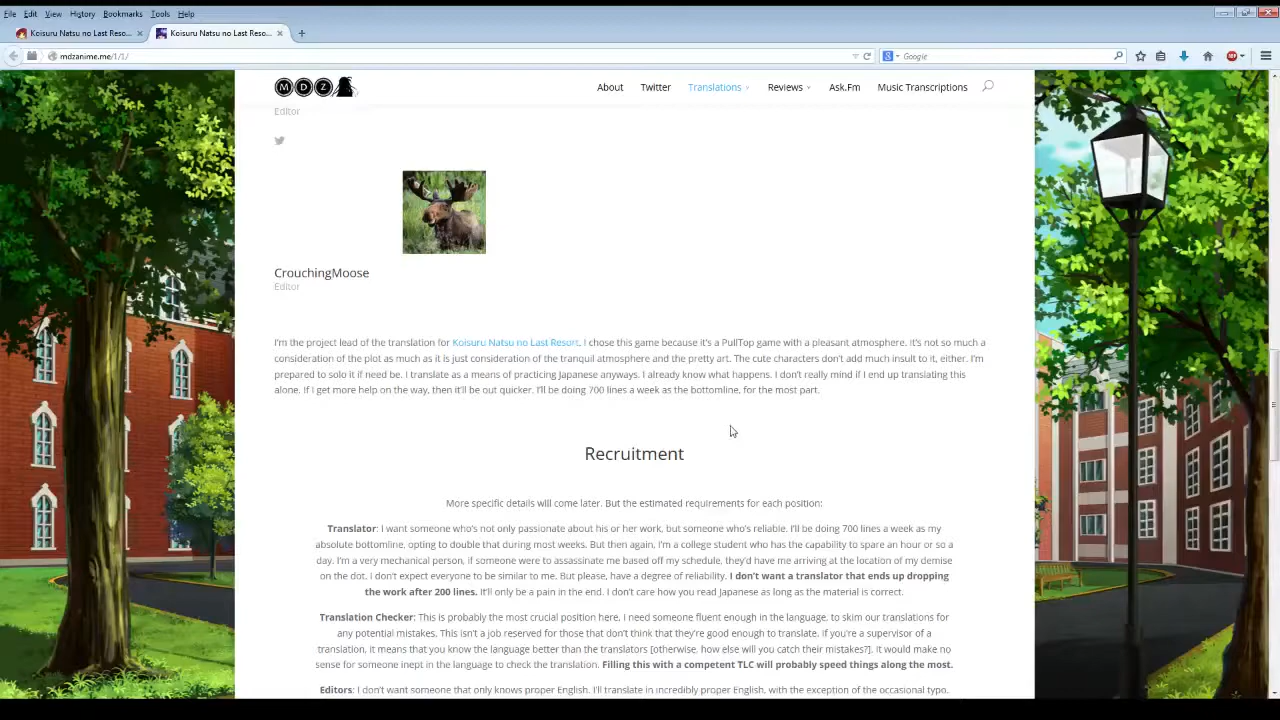 File Edit View History Bookmarks Tools Help
Koisuru Natsu no Last Reso... × Koisuru Natsu no Last Reso... × +
mdzanime.me/1/1/ Google
MDZ About Twitter Translations Reviews Ask.Fm Music Transcriptions
Editor
CrouchingMoose
Editor
I'm the project lead of the translation for Koisuru Natsu no Last Resort. I chose this game because it's a PullTop game with a pleasant atmosphere. It's not so much a
consideration of the plot as much as it is just consideration of the tranquil atmosphere and the pretty art. The cute characters don't add much insult to it, either. I'm
prepared to solo it if need be. I translate as a means of practicing Japanese anyways. I already know what happens. I don't really mind if I end up translating this
alone. If I get more help on the way, then it'll be out quicker. I'll be doing 700 lines a week as the bottomline, for the most part.
Recruitment
More specific details will come later. But the estimated requirements for each position:
Translator: I want someone who's not only passionate about his or her work, but someone who's reliable. I'll be doing 700 lines a week as my
absolute bottomline, opting to double that during most weeks. But then again, I'm a college student who has the capability to spare an hour or so a
day. I'm a very mechanical person, if someone were to assassinate me based off my schedule, they'd have me arriving at the location of my demise
on the dot. I don't expect everyone to be similar to me. But please, have a degree of reliability. I don't want a translator that ends up dropping
the work after 200 lines. It'll only be a pain in the end. I don't care how you read Japanese as long as the material is correct.
Translation Checker: This is probably the most crucial position here. I need someone fluent enough in the language, to skim our translations for
any potential mistakes. This isn't a job reserved for those that don't think that they're good enough to translate. If you're a supervisor of a
translation, it means that you know the language better than the translators [otherwise, how else will you catch their mistakes?]. It would make no
sense for someone inept in the language to check the translation. Filling this with a competent TLC will probably speed things along the most.
Editors: I don't want someone that only knows proper English. I'll translate in incredibly proper English, with the exception of the occasional typo.